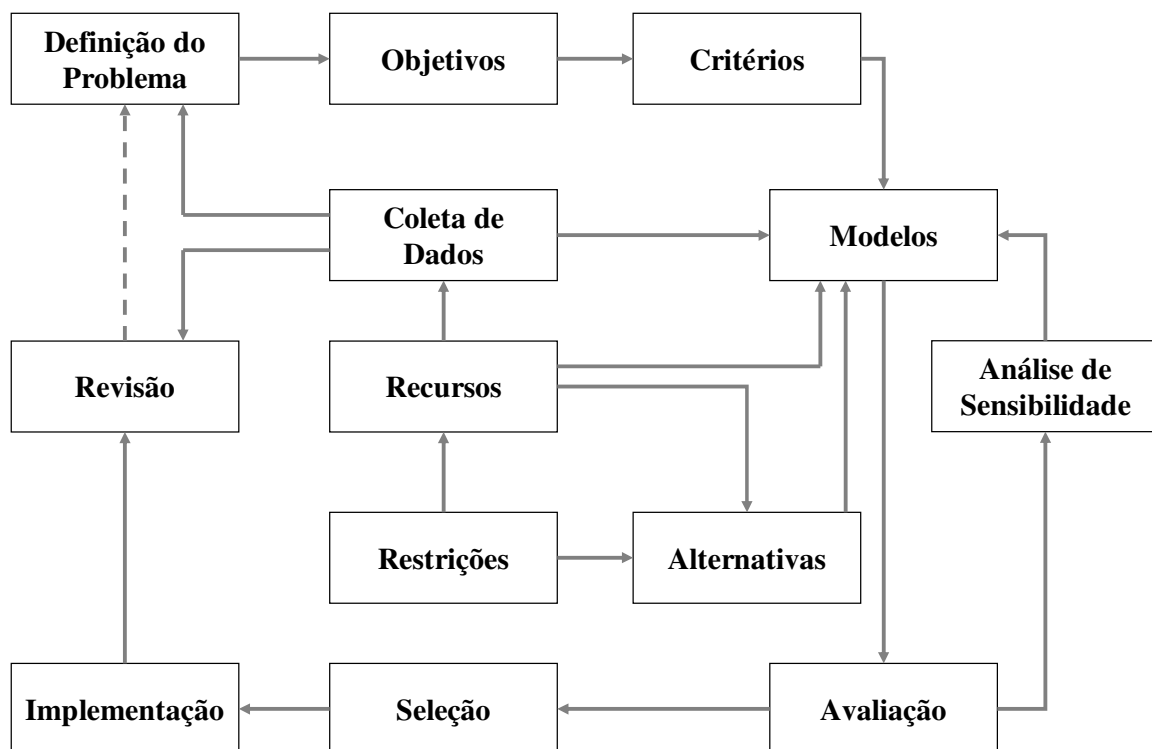 Definição do
Problema
Objetivos
Critérios
Coleta de
Dados
Modelos
Revisão
Recursos
Análise de
Sensibilidade
Restrições
Alternativas
Implementação
Seleção
Avaliação